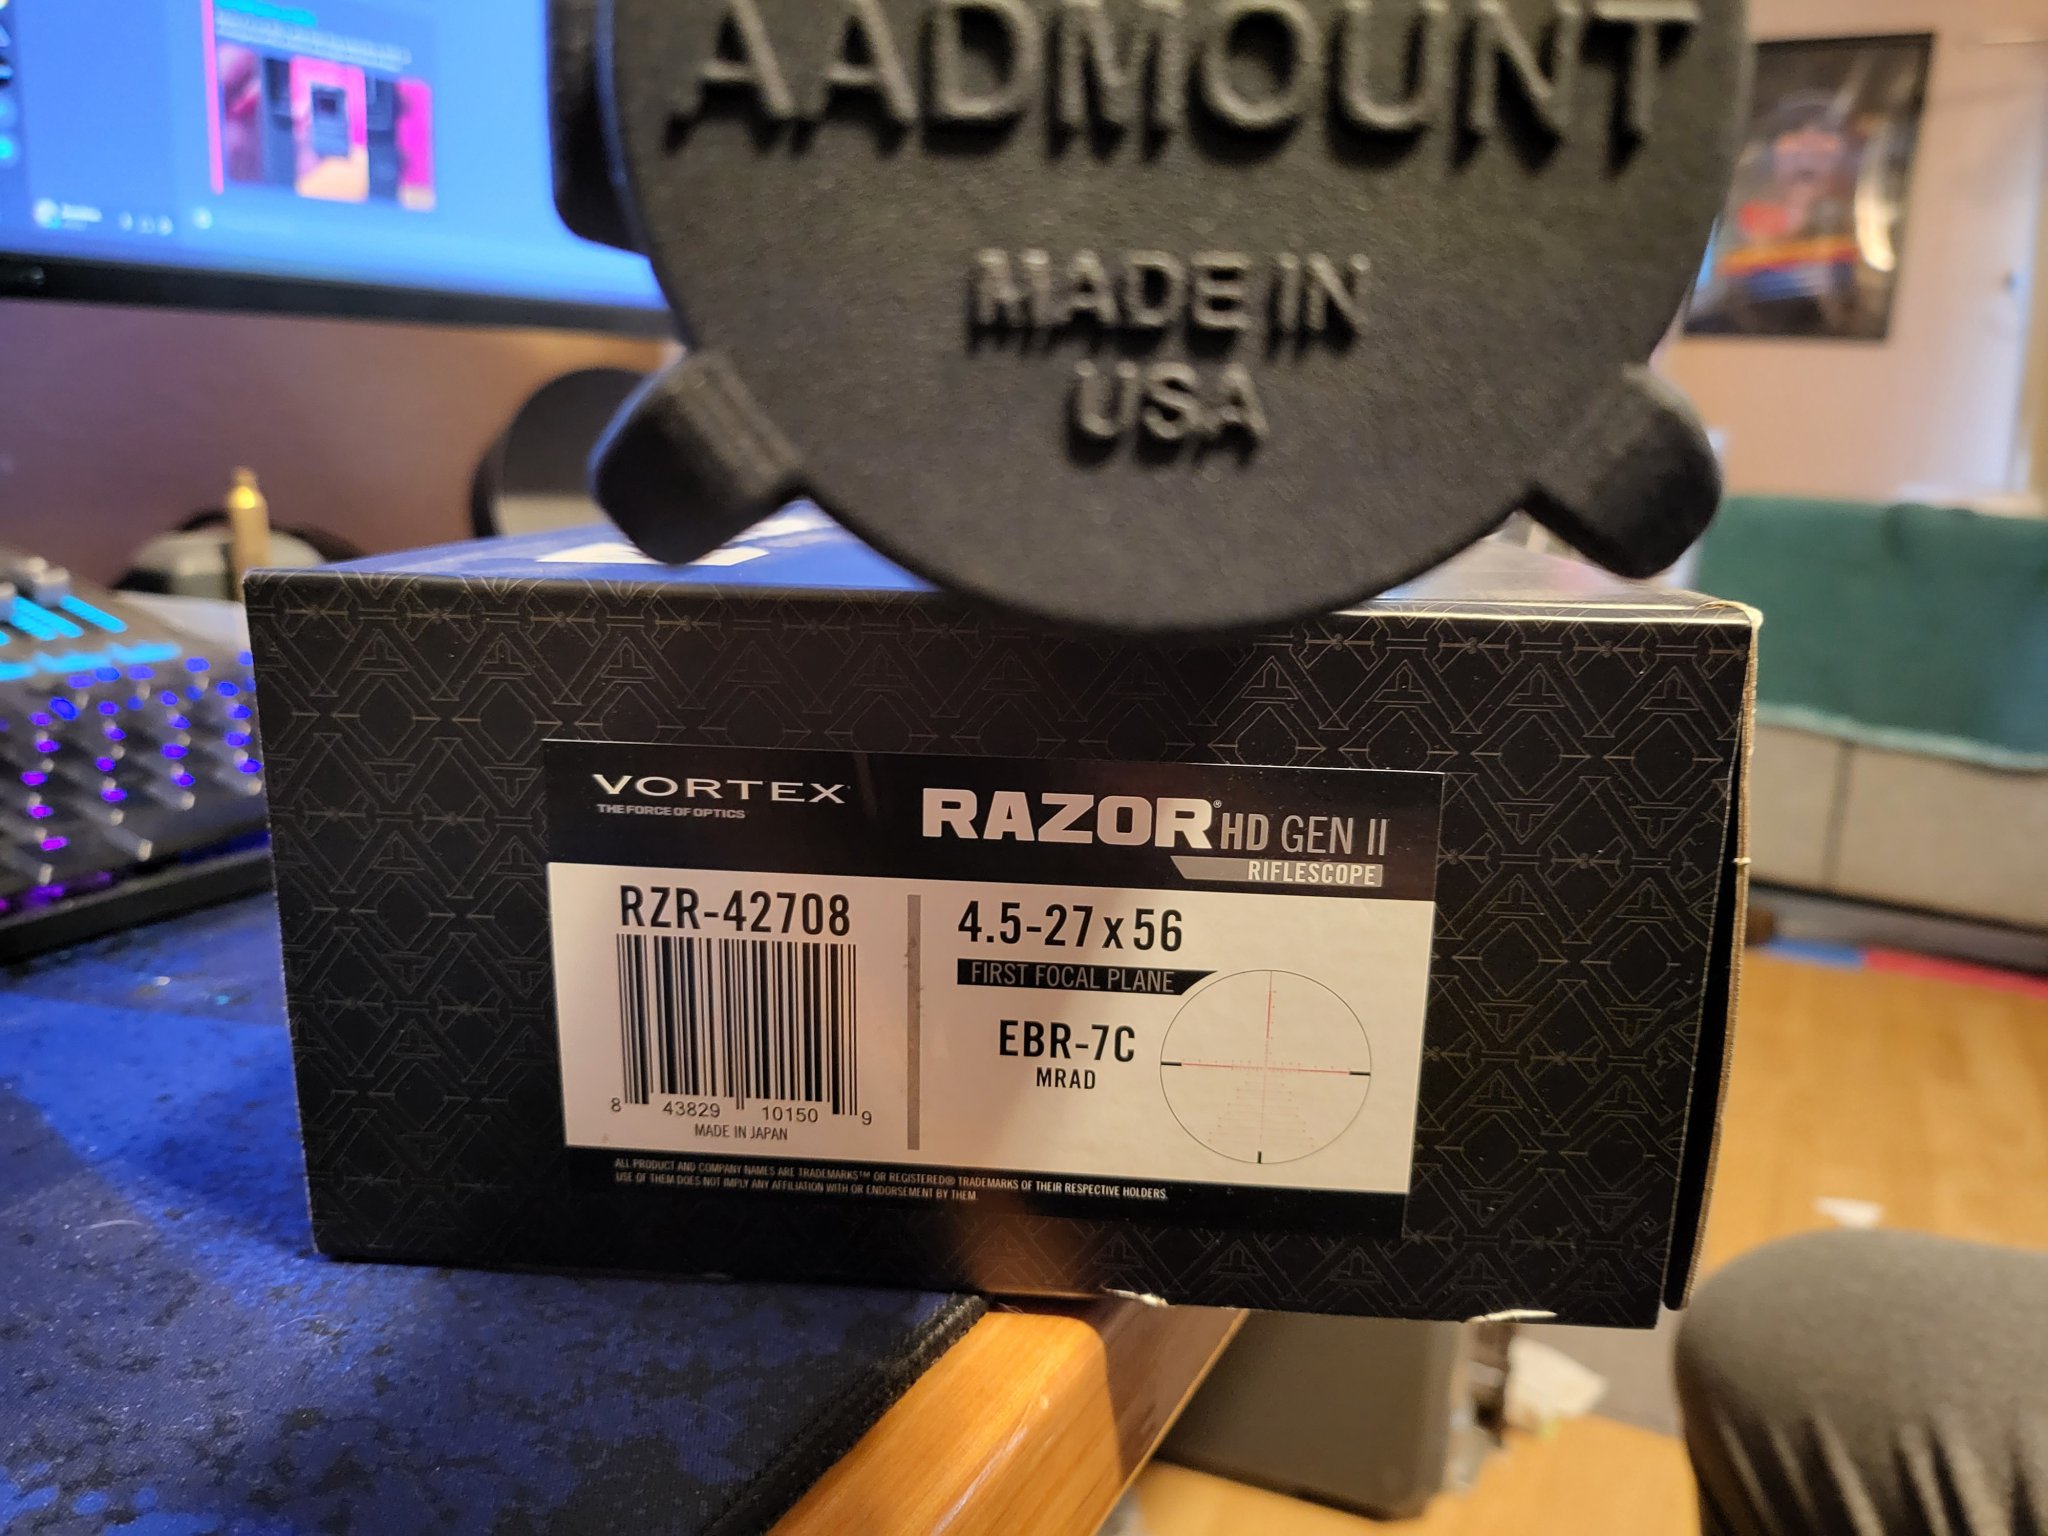 AADMOUNT
MADE IN
USA
VORTEX
THE FORCE OF OPTICS
RAZOR® HD GEN II
RIFLESCOPE
RZR-42708
8 43829 10150 9
MADE IN JAPAN
4.5-27 x 56
FIRST FOCAL PLANE
EBR-7C
MRAD
ALL PRODUCT AND COMPANY NAMES ARE TRADEMARKS™ OR REGISTERED® TRADEMARKS OF THEIR RESPECTIVE HOLDERS.
USE OF THEM DOES NOT IMPLY ANY AFFILIATION WITH OR ENDORSEMENT BY THEM.